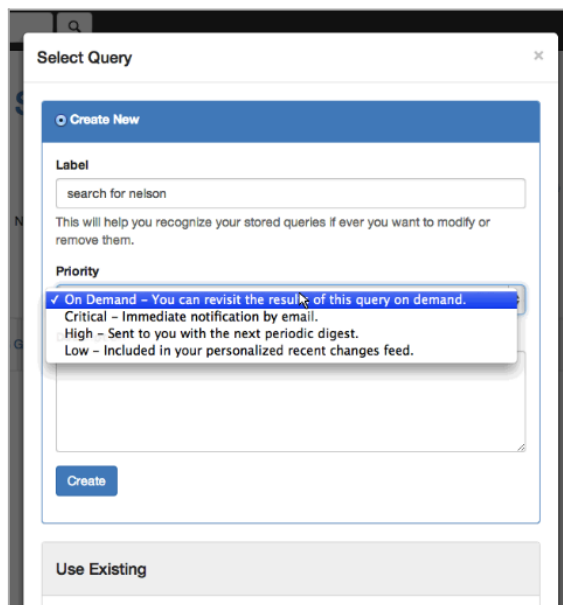 Select Query
×
Create New
Label
search for nelson
This will help you recognize your stored queries if ever you want to modify or
remove them.
Priority
✓ On Demand – You can revisit the results of this query on demand.
Critical – Immediate notification by email.
High – Sent to you with the next periodic digest.
Low – Included in your personalized recent changes feed.
Create
Use Existing